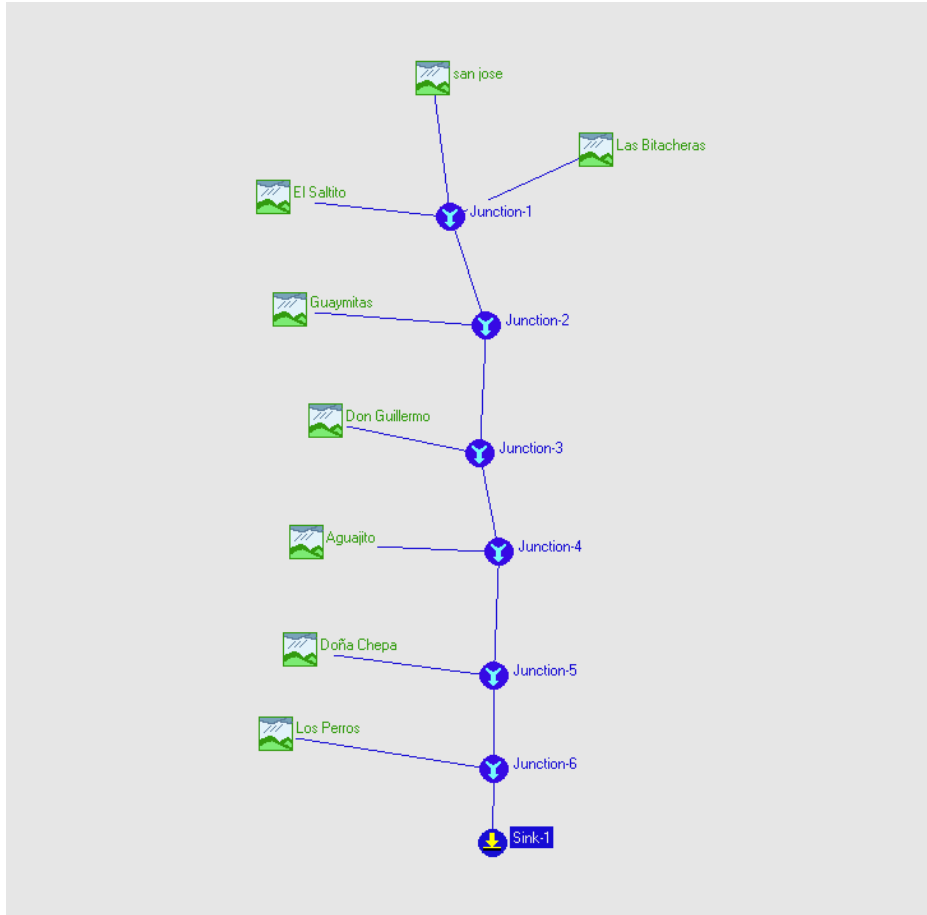 san jose
Las Bitacheras
El Saltito
Junction-1
Guaymitas
Junction-2
Don Guillermo
Junction-3
Aguajito
Junction-4
Doña Chepa
Junction-5
Los Perros
Junction-6
Sink-1